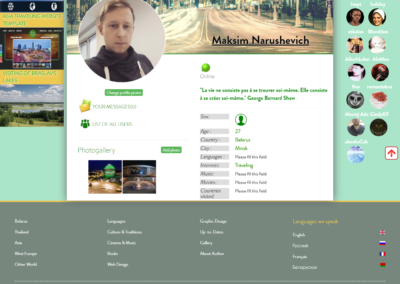 ASIA TRAVELLING WEBSITE
TEMPLATE
VISITING OF BRASLAVS
LAKES
Maksim Narushevich
Online
"La vie ne consiste pas à se trouver soi-même. Elle consiste
à se créer soi-même." George Bernard Shaw
Change profile photo
YOUR MESSAGES(0)
LIST OF ALL USERS
Photogallery
Add photo
Sex:
Age: 27
Country: Belarus
City: Minsk
Languages: Please fill this field
Interests: Traveling
Music: Please fill this field
Movies: Please fill this field
Countries
visited: Please fill this field
Belarus
Thailand
Asia
West Europe
Other World
Languages
Culture & Traditions
Cinema & Music
Books
Web Design
Graphic Design
Up-to-Dates
Gallery
About Author
Languages we speak
English
Русский
Français
Беларуская